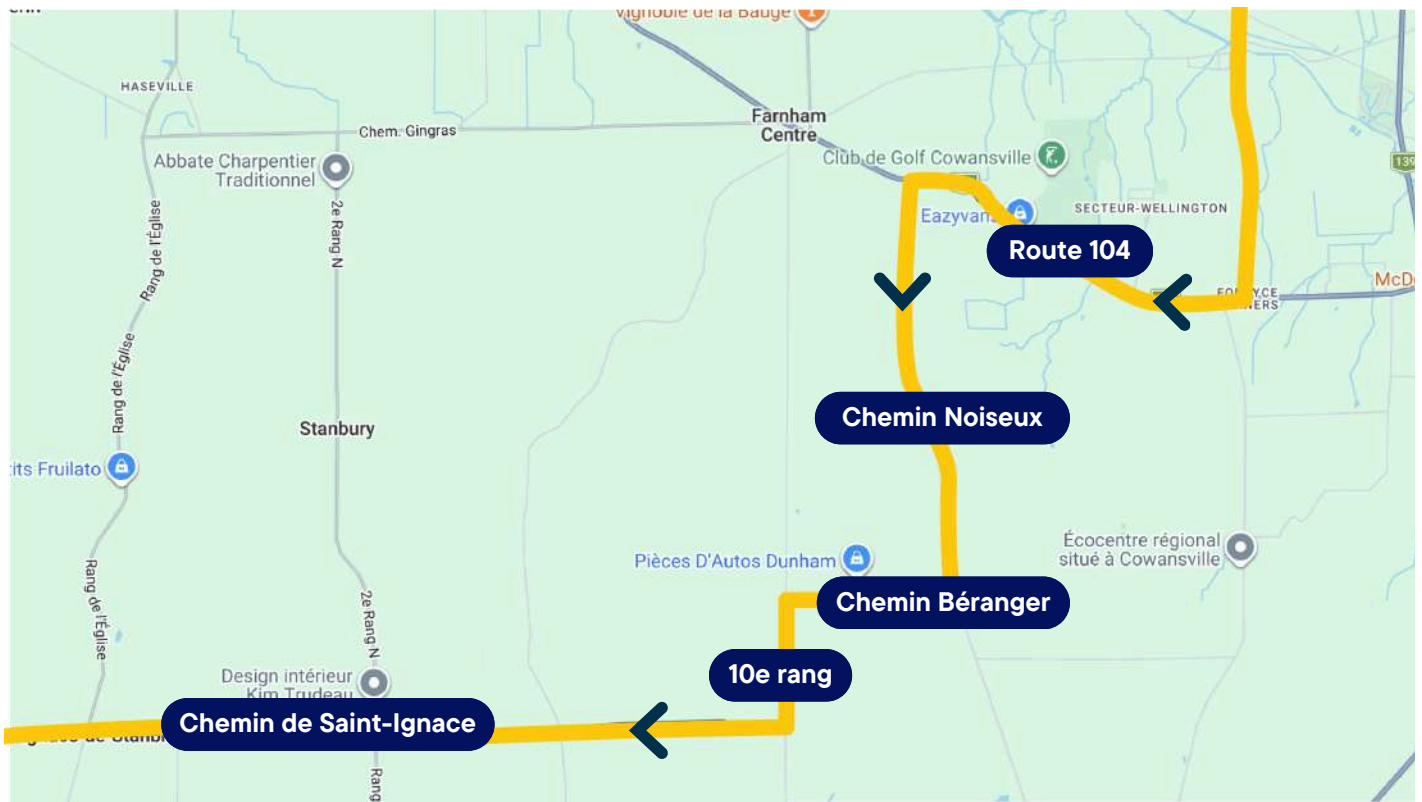 Vignoble de la Bauge
HASEVILLE
Chem. Gingras
Farnham
Centre
Abbate Charpentier
Traditionnel
Club de Golf Cowansville
139
Rang de l'Église
2e Rang N
Eazyvans
SECTEUR-WELLINGTON
Route 104
McD
Rang de l'Église
Chemin Noiseux
Stanbury
its Fruilato
Pièces D'Autos Dunham
Écocentre régional
situé à Cowansville
Rang de l'Église
2e Rang N
Chemin Béranger
Design intérieur
Kim Trudeau
10e rang
Chemin de Saint-Ignace
Rang